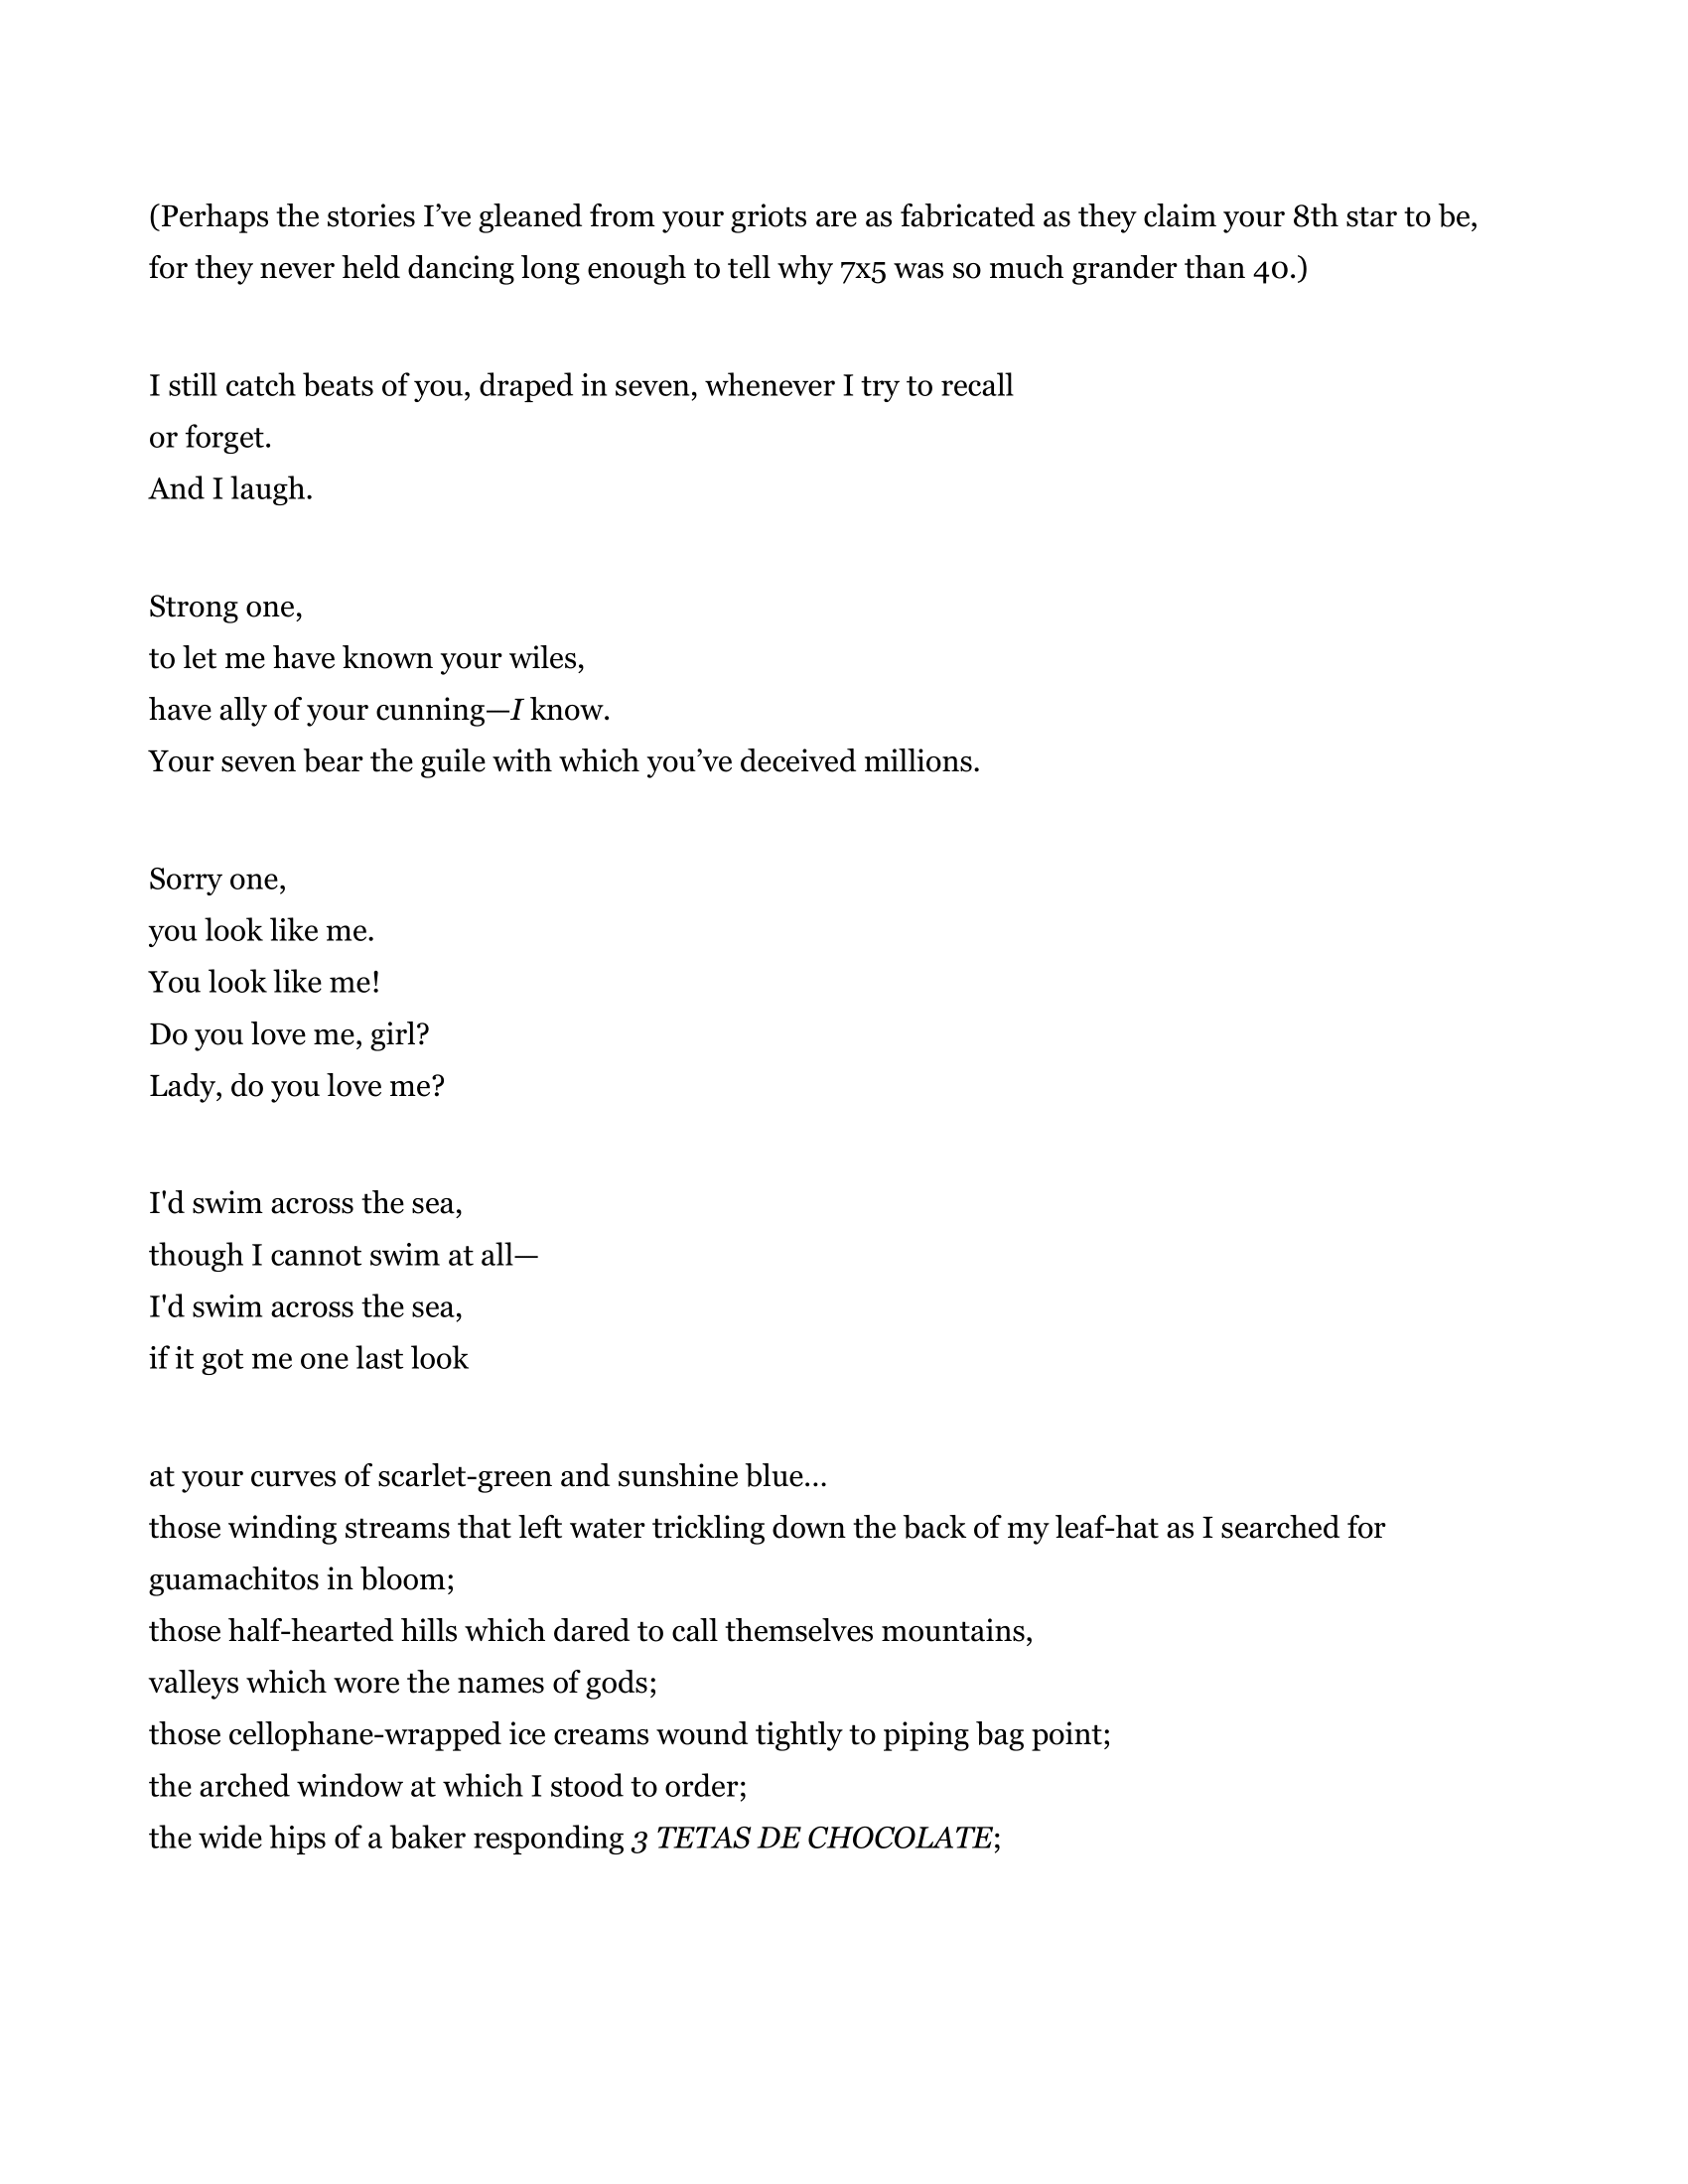 (Perhaps the stories I’ve gleaned from your griots are as fabricated as they claim your 8th star to be,
for they never held dancing long enough to tell why 7x5 was so much grander than 40.)
I still catch beats of you, draped in seven, whenever I try to recall
or forget.
And I laugh.
Strong one,
to let me have known your wiles,
have ally of your cunning—I know.
Your seven bear the guile with which you’ve deceived millions.
Sorry one,
you look like me.
You look like me!
Do you love me, girl?
Lady, do you love me?
I'd swim across the sea,
though I cannot swim at all—
I'd swim across the sea,
if it got me one last look
at your curves of scarlet-green and sunshine blue...
those winding streams that left water trickling down the back of my leaf-hat as I searched for
guamachitos in bloom;
those half-hearted hills which dared to call themselves mountains,
valleys which wore the names of gods;
those cellophane-wrapped ice creams wound tightly to piping bag point;
the arched window at which I stood to order;
the wide hips of a baker responding 3 TETAS DE CHOCOLATE;